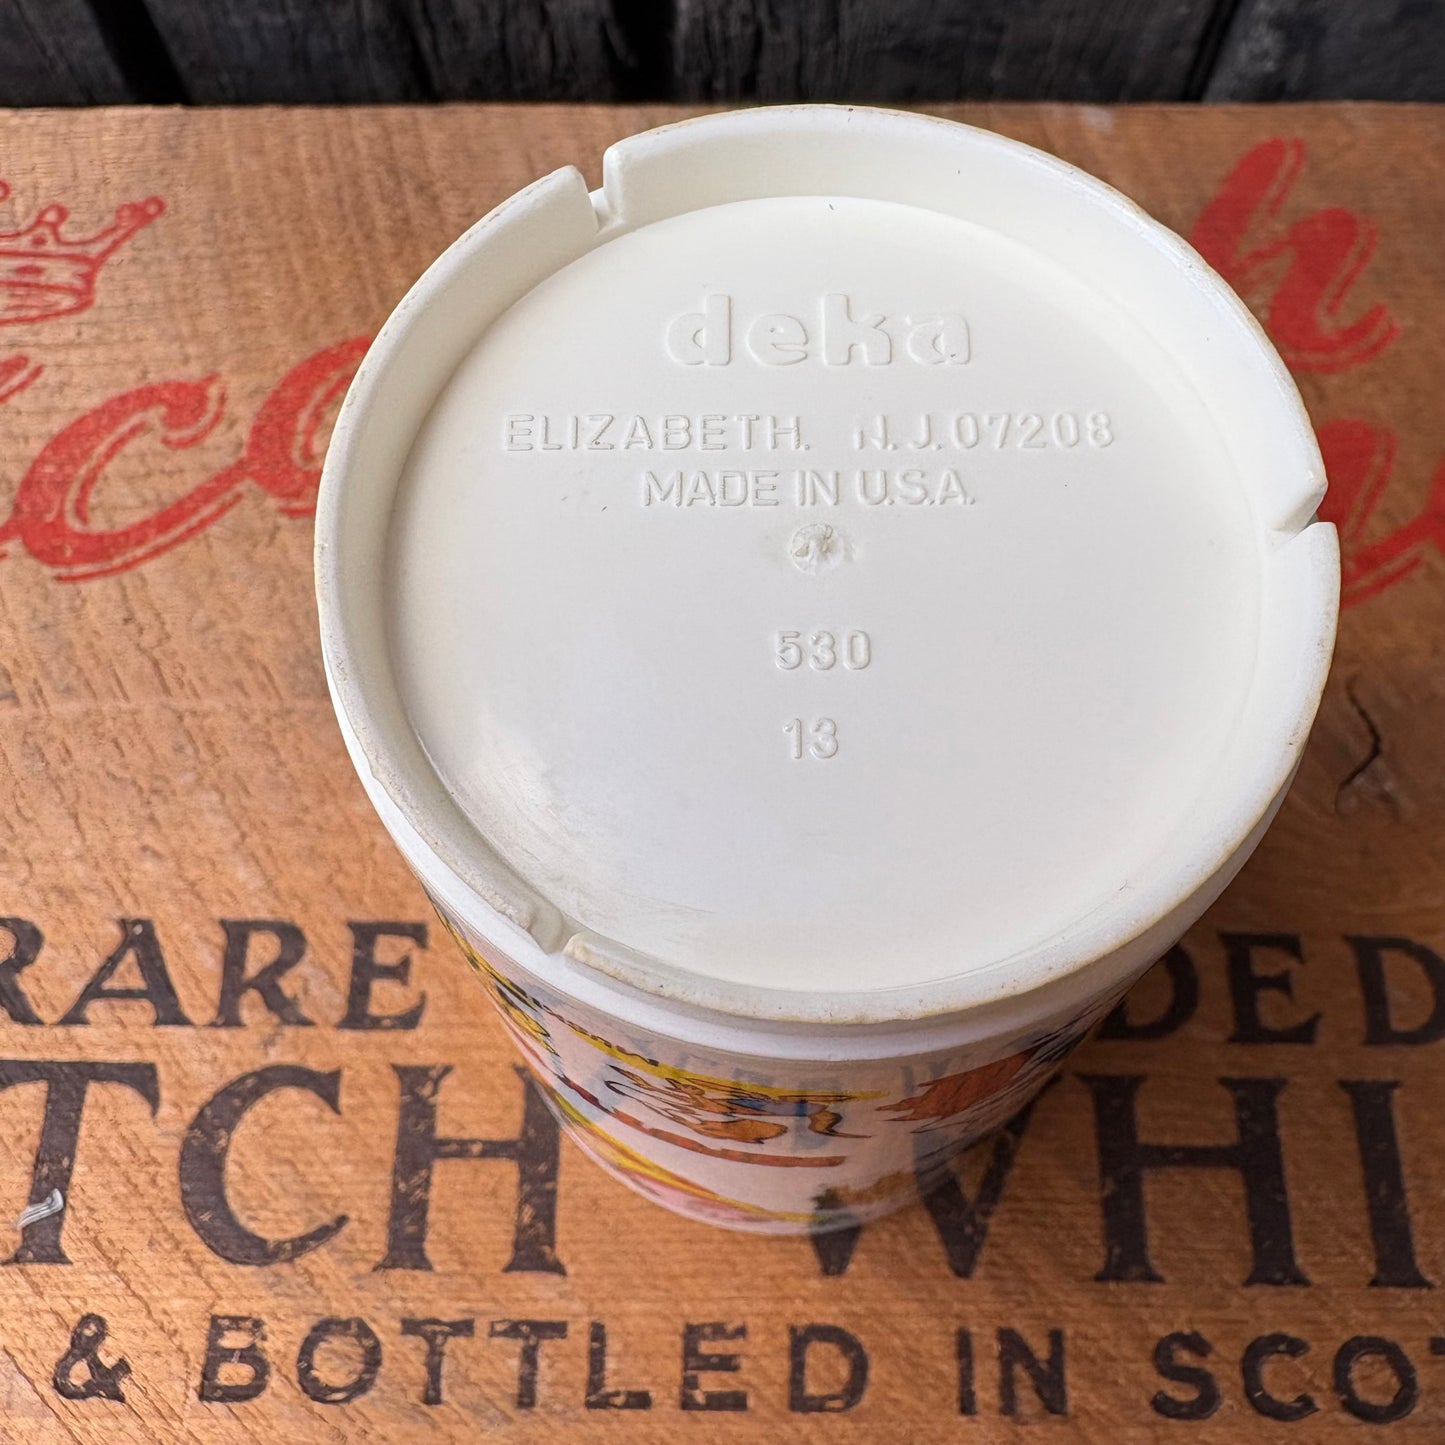 deka
ELIZABETH. N.J. 07208
MADE IN U.S.A.
530
13
RARE
DED
TCH WHI
& BOTTLED IN SCOT